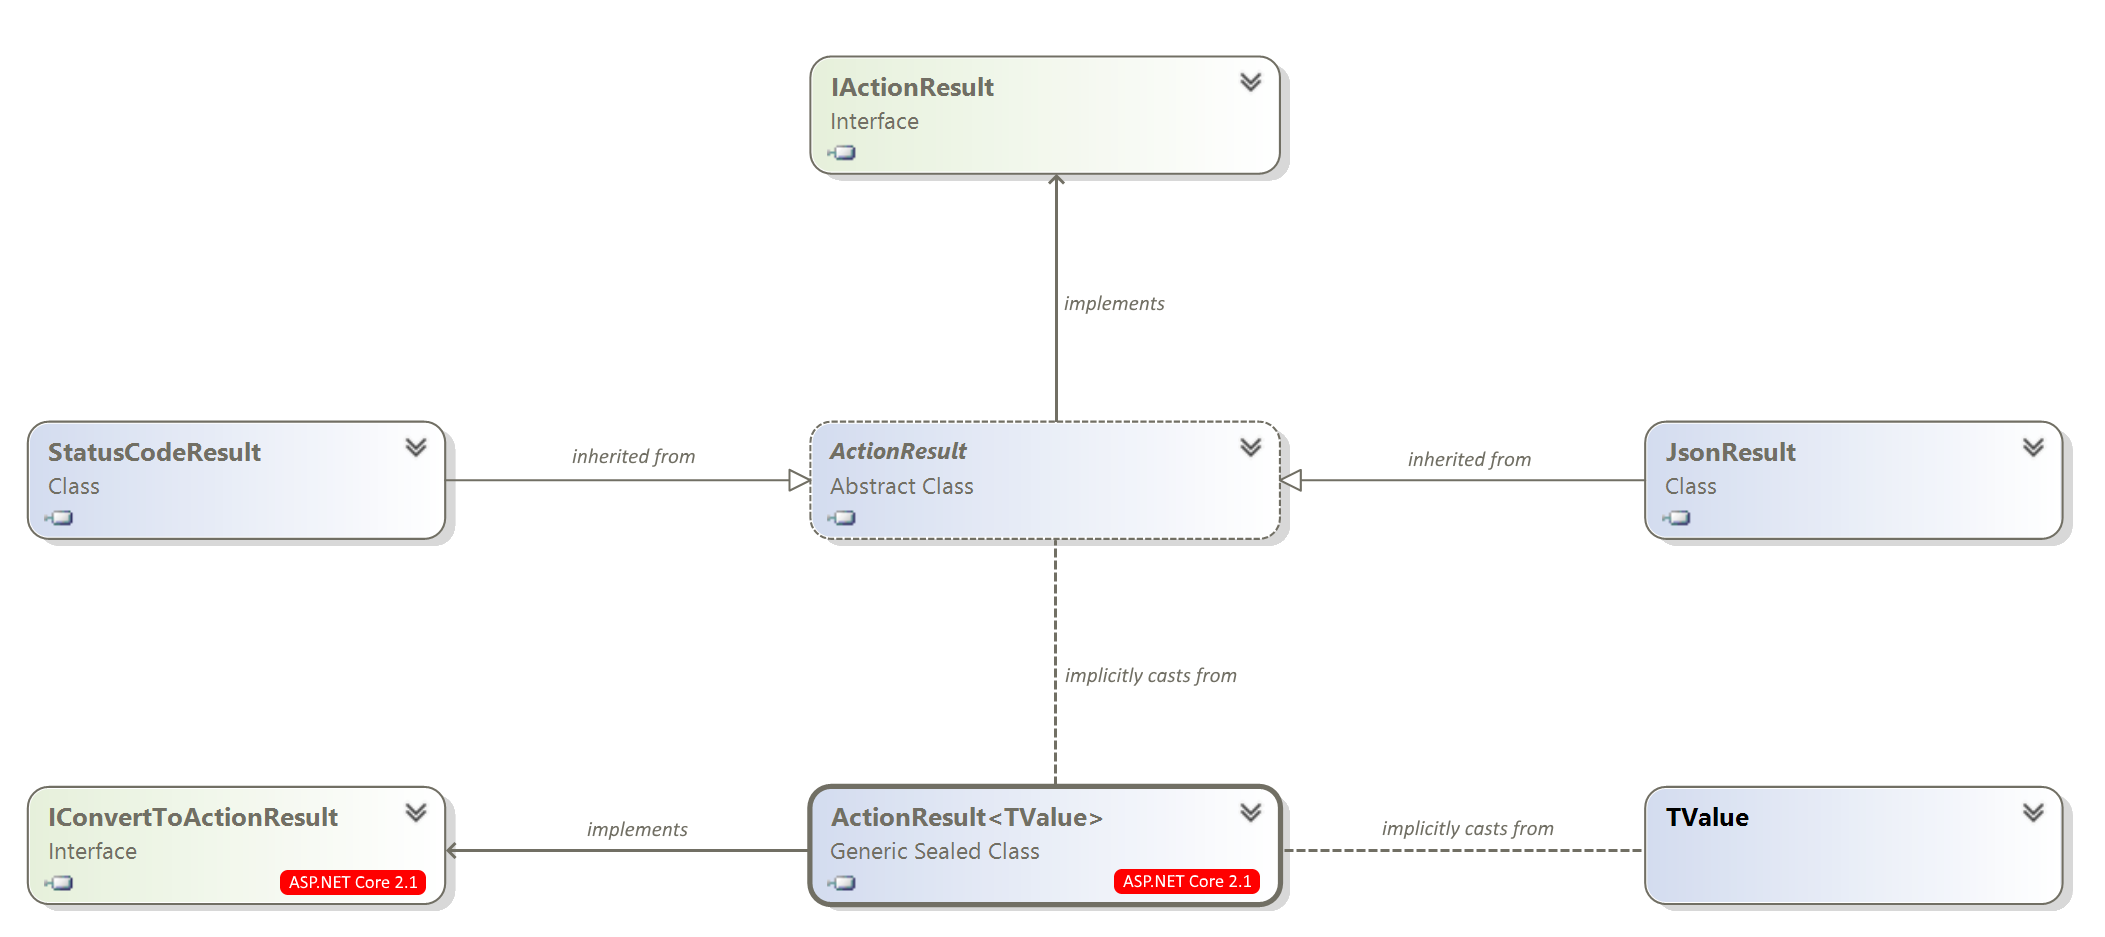 IActionResult
Interface
implements
StatusCodeResult
Class
inherited from
ActionResult
Abstract Class
inherited from
JsonResult
Class
implicitly casts from
IConvertToActionResult
Interface
ASP.NET Core 2.1
implements
ActionResult<TValue>
Generic Sealed Class
ASP.NET Core 2.1
implicitly casts from
TValue